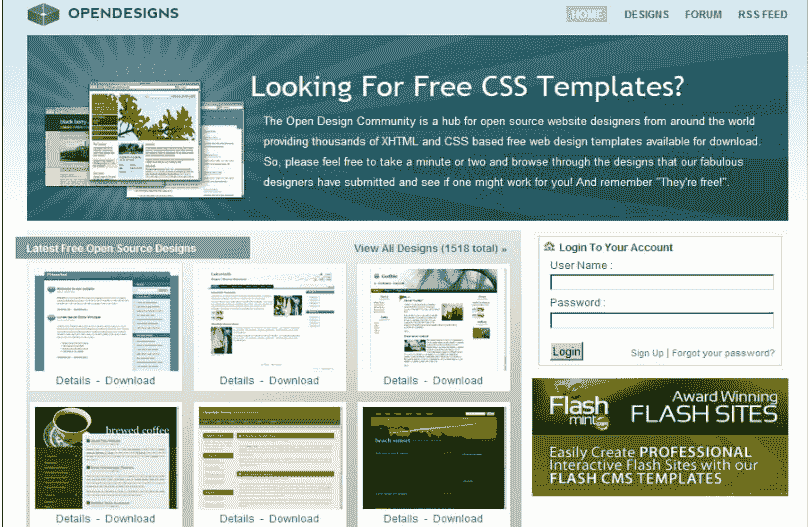 OPENDESIGNS
HOME DESIGNS FORUM RSS FEED
Looking For Free CSS Templates?
The Open Design Community is a hub for open source website designers from around the world
providing thousands of XHTML and CSS based free web design templates available for download.
So, please feel free to take a minute or two and browse through the designs that our fabulous
designers have submitted and see if one might work for you! And remember "They're free!".
Latest Free Open Source Designs
View All Designs (1518 total) »
Details - Download
Details - Download
Details - Download
brewed coffee
Details - Download
Details - Download
Details - Download
Login To Your Account
User Name :
Password :
Login
Sign Up | Forgot your password?
Flash
mint.com
Award Winning
FLASH SITES
Easily Create PROFESSIONAL
Interactive Flash Sites with our
FLASH CMS TEMPLATES